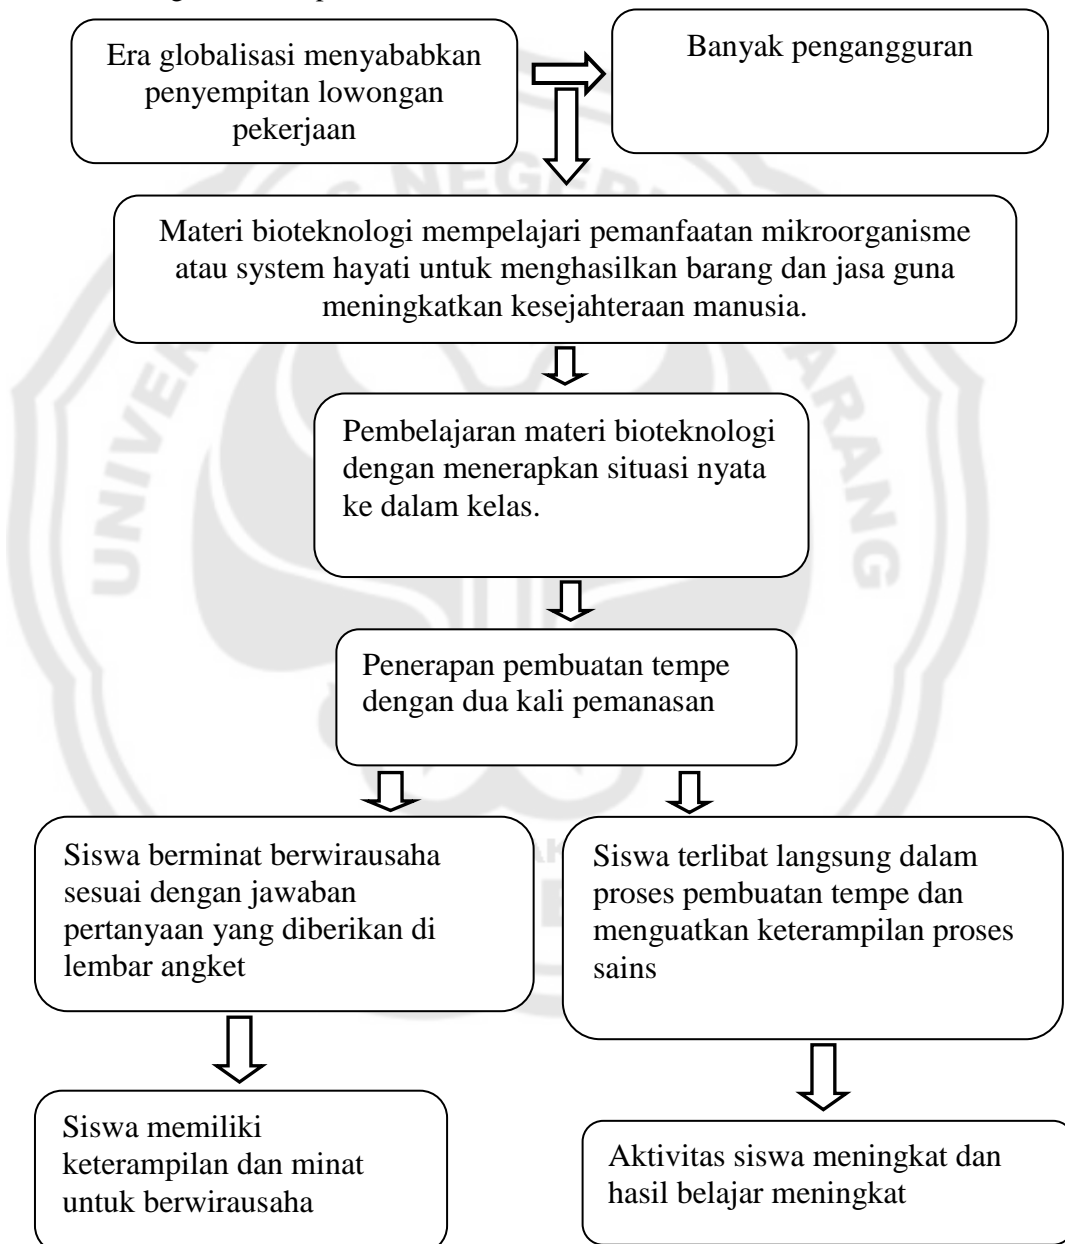 Era globalisasi menyababkan
penyempitan lowongan
pekerjaan
Banyak pengangguran
Materi bioteknologi mempelajari pemanfaatan mikroorganisme
atau system hayati untuk menghasilkan barang dan jasa guna
meningkatkan kesejahteraan manusia.
Pembelajaran materi bioteknologi
dengan menerapkan situasi nyata
ke dalam kelas.
Penerapan pembuatan tempe
dengan dua kali pemanasan
Siswa berminat berwirausaha
sesuai dengan jawaban
pertanyaan yang diberikan di
lembar angket
Siswa terlibat langsung dalam
proses pembuatan tempe dan
menguatkan keterampilan proses
sains
Siswa memiliki
keterampilan dan minat
untuk berwirausaha
Aktivitas siswa meningkat dan
hasil belajar meningkat